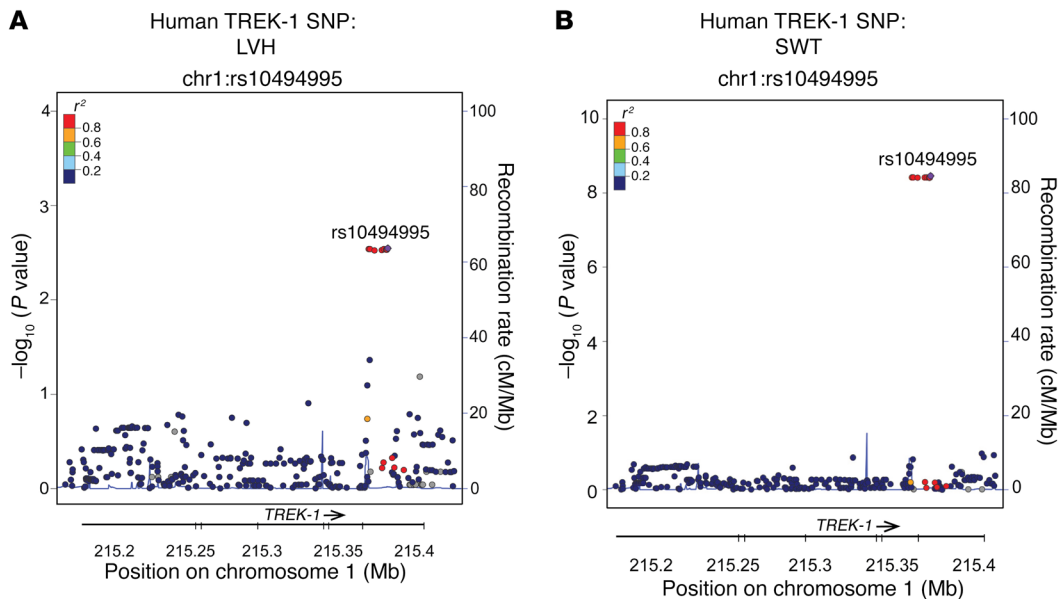 A
Human TREK-1 SNP:
LVH
chr1:rs10494995
r²
0.8
0.6
0.4
0.2
rs10494995
4
3
2
1
0
–log₁₀ (P value)
100
80
60
40
20
0
Recombination rate (cM/Mb)
TREK-1
215.2 215.25 215.3 215.35 215.4
Position on chromosome 1 (Mb)
B
Human TREK-1 SNP:
SWT
chr1:rs10494995
r²
0.8
0.6
0.4
0.2
rs10494995
10
8
6
4
2
0
–log₁₀ (P value)
100
80
60
40
20
0
Recombination rate (cM/Mb)
TREK-1
215.2 215.25 215.3 215.35 215.4
Position on chromosome 1 (Mb)